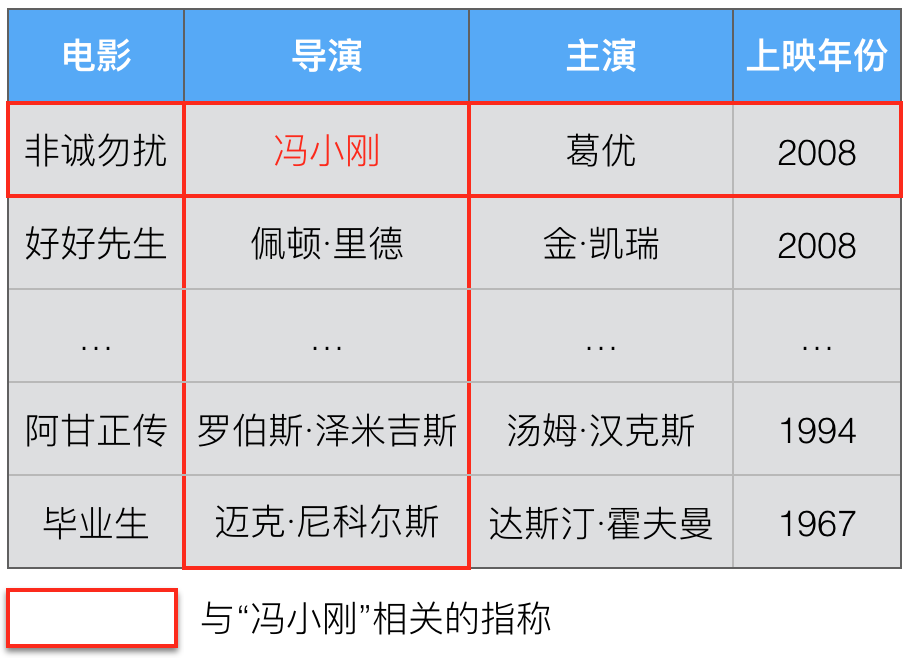 电影 导演 主演 上映年份
非诚勿扰 冯小刚 葛优 2008
好好先生 佩顿·里德 金·凯瑞 2008
… … … …
阿甘正传 罗伯斯·泽米吉斯 汤姆·汉克斯 1994
毕业生 迈克·尼科尔斯 达斯汀·霍夫曼 1967
与“冯小刚”相关的指称